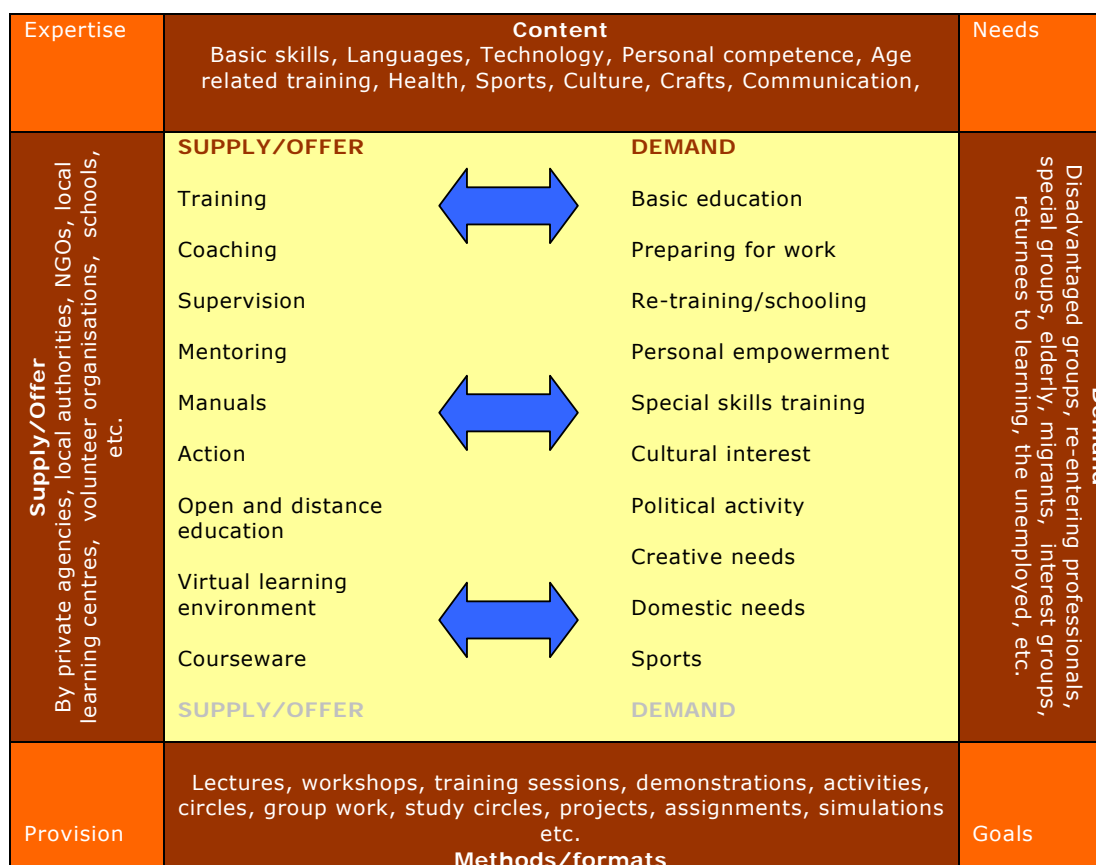 Expertise
Content
Basic skills, Languages, Technology, Personal competence, Age
related training, Health, Sports, Culture, Crafts, Communication,
Needs
Supply/Offer
By private agencies, local authorities, NGOs, local
learning centres, volunteer organisations, schools,
etc.
SUPPLY/OFFER
Training
Coaching
Supervision
Mentoring
Manuals
Action
Open and distance
education
Virtual learning
environment
Courseware
SUPPLY/OFFER
DEMAND
Basic education
Preparing for work
Re-training/schooling
Personal empowerment
Special skills training
Cultural interest
Political activity
Creative needs
Domestic needs
Sports
DEMAND
Demand
Disadvantaged groups, re-entering professionals,
special groups, elderly, migrants, interest groups,
returnees to learning, the unemployed, etc.
Provision
Lectures, workshops, training sessions, demonstrations, activities,
circles, group work, study circles, projects, assignments, simulations
etc.
Methods/formats
Goals